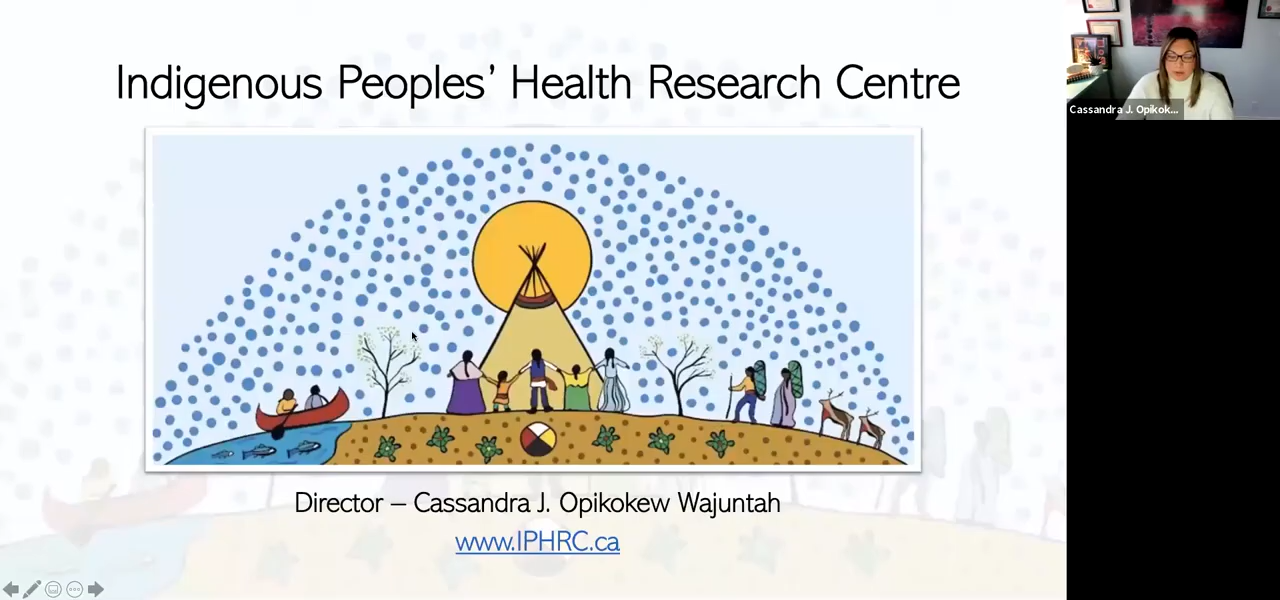 Indigenous Peoples’ Health Research Centre
Director – Cassandra J. Opikokew Wajuntah
www.IPHRC.ca
Cassandra J. Opikok...